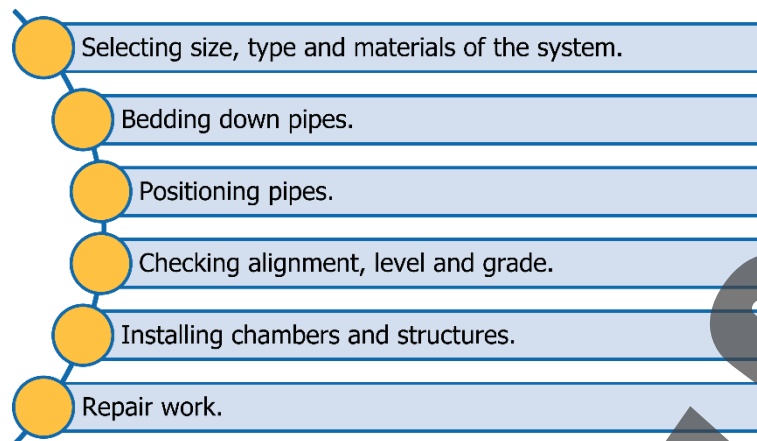 Selecting size, type and materials of the system.
Bedding down pipes.
Positioning pipes.
Checking alignment, level and grade.
Installing chambers and structures.
Repair work.